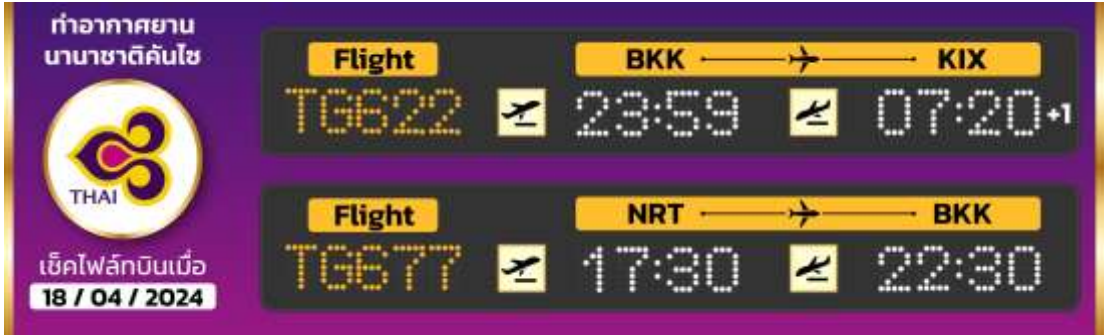 ท่าอากาศยาน
นานาชาติคันไซ
THAI
เช็คไฟล์ทบินเมื่อ
18 / 04 / 2024
Flight
BKK KIX
TG622 23:59 07:20+1
Flight
NRT BKK
TG677 17:30 22:30